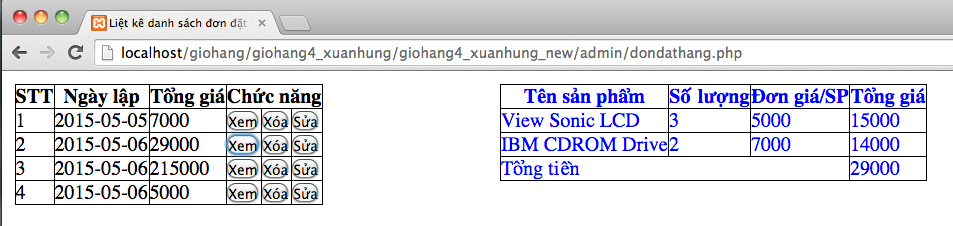 Liệt kê danh sách đơn đặt
localhost/giohang/giohang4_xuanhung/giohang4_xuanhung_new/admin/dondathang.php
STT Ngày lập Tổng giá Chức năng
1 2015-05-05 7000 Xem Xóa Sửa
2 2015-05-06 29000 Xem Xóa Sửa
3 2015-05-06 215000 Xem Xóa Sửa
4 2015-05-06 5000 Xem Xóa Sửa
Tên sản phẩm Số lượng Đơn giá/SP Tổng giá
View Sonic LCD 3 5000 15000
IBM CDROM Drive 2 7000 14000
Tổng tiền 29000